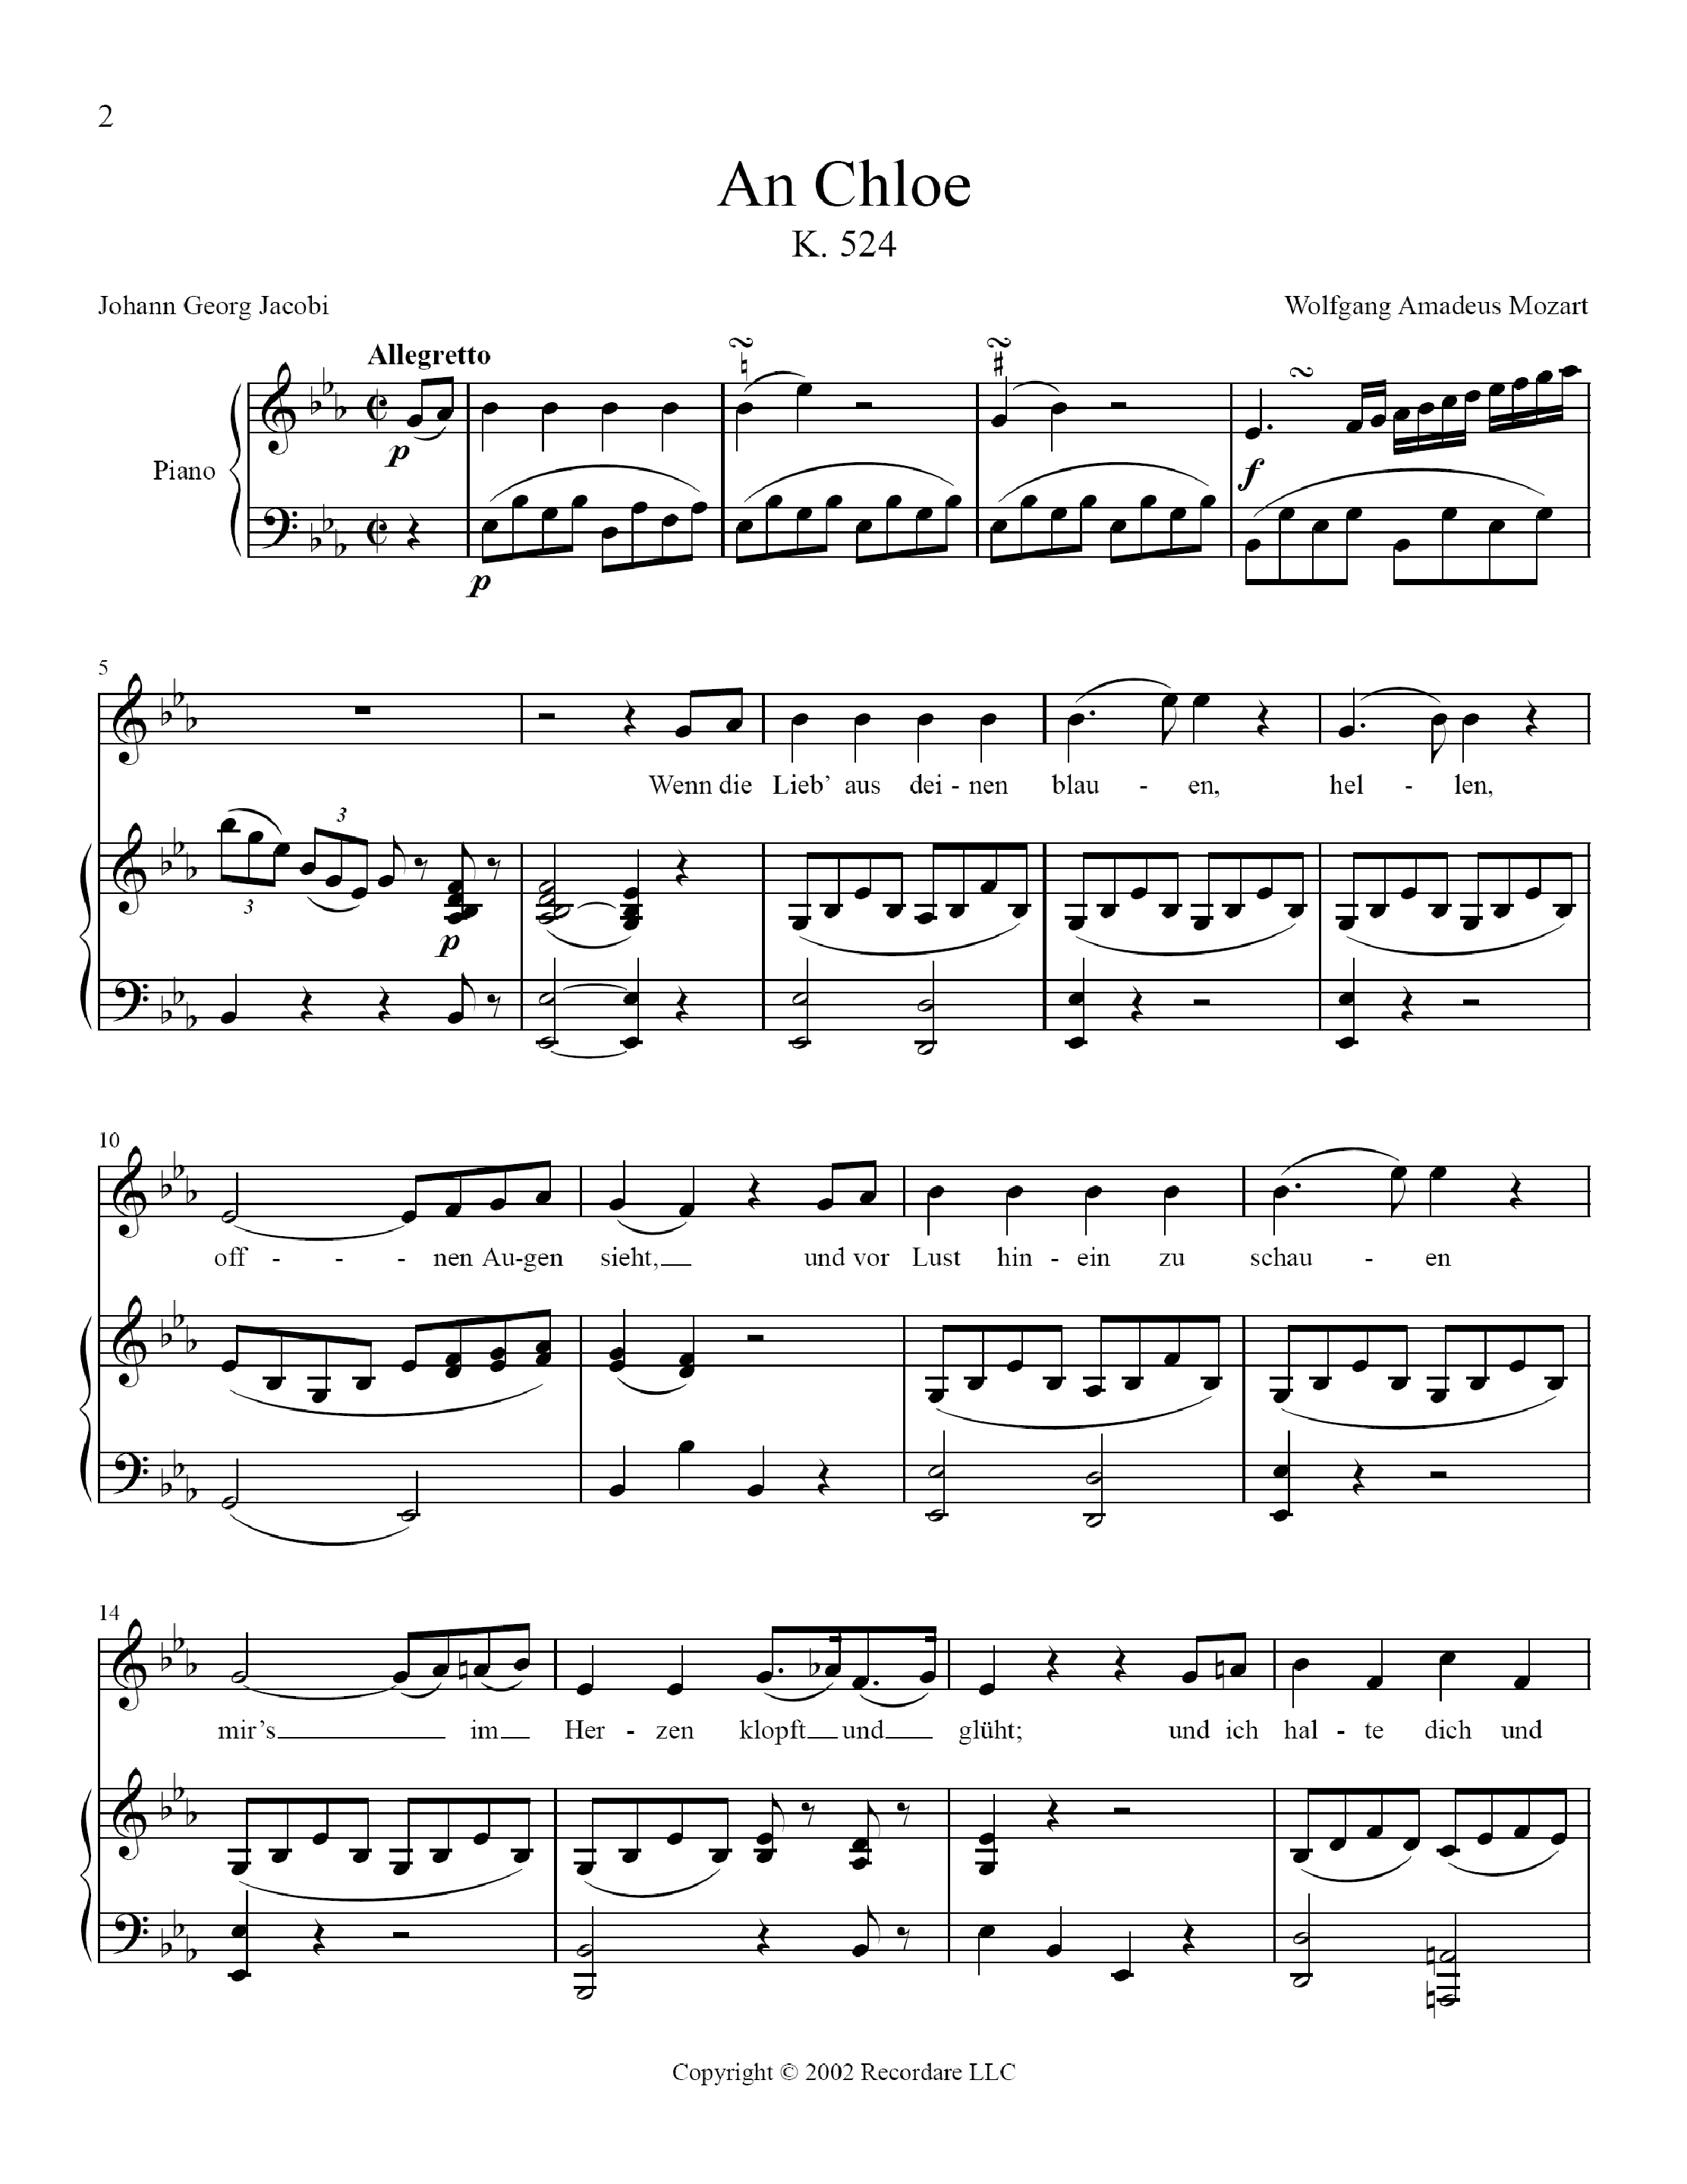 2
An Chloe
K. 524
Johann Georg Jacobi
Wolfgang Amadeus Mozart
Allegretto
Piano
p
f
p
5
Wenn die Lieb’ aus dei - nen blau - en, hel - len,
3
3
p
10
off - - - nen Au-gen sieht, und vor Lust hin - ein zu schau - en
14
mir’s im Her - zen klopft und glüht; und ich hal - te dich und
Copyright © 2002 Recordare LLC